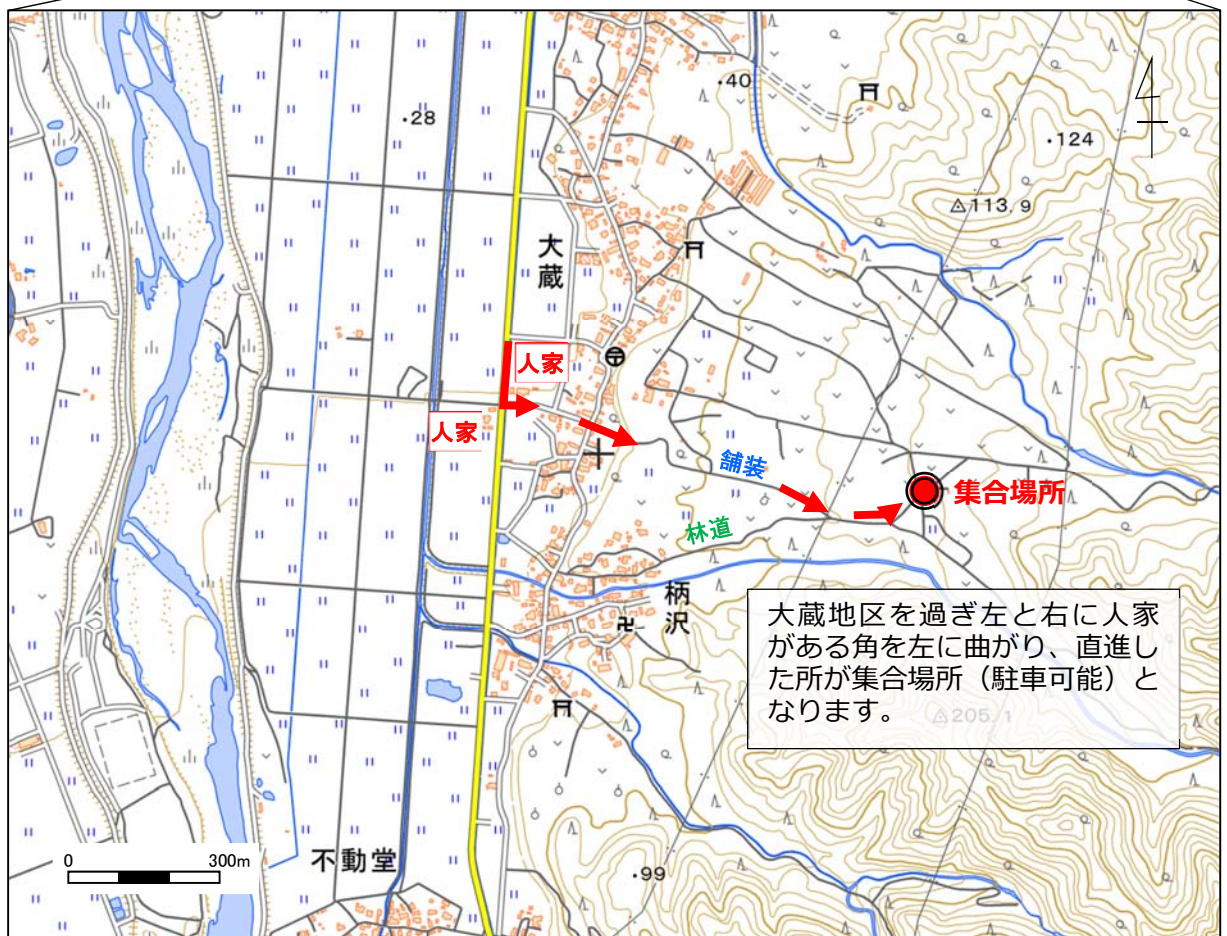 ・40
・28
・124
△113.9
大蔵
人家
人家
舗装
集合場所
林道
柄沢
大蔵地区を過ぎ左と右に人家
がある角を左に曲がり、直進し
た所が集合場所（駐車可能）と
なります。
△205.1
0 300m
不動堂
・99